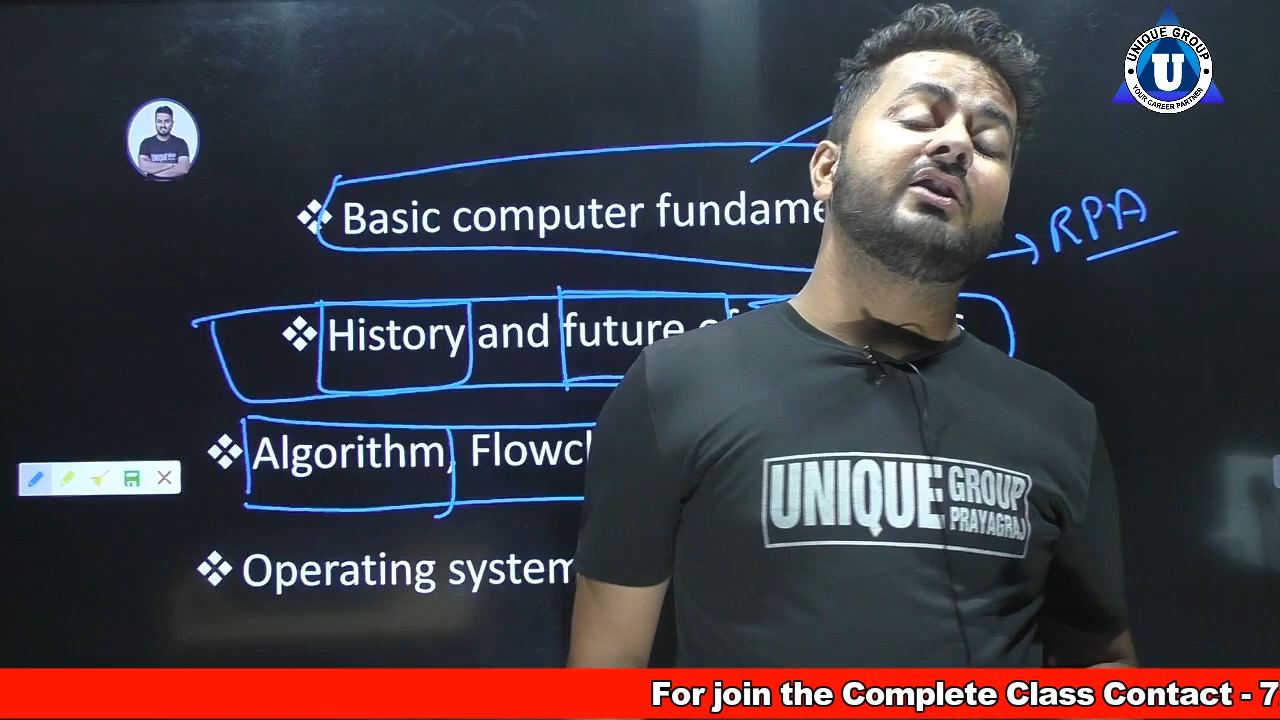 UNIQUE GROUP
U
YOUR CAREER PARTNER
❖ Basic computer fundame
RPA
❖ History and future of
❖ Algorithm, Flowc
❖ Operating system
UNIQUE GROUP
PRAYAGRAJ
For join the Complete Class Contact - 7